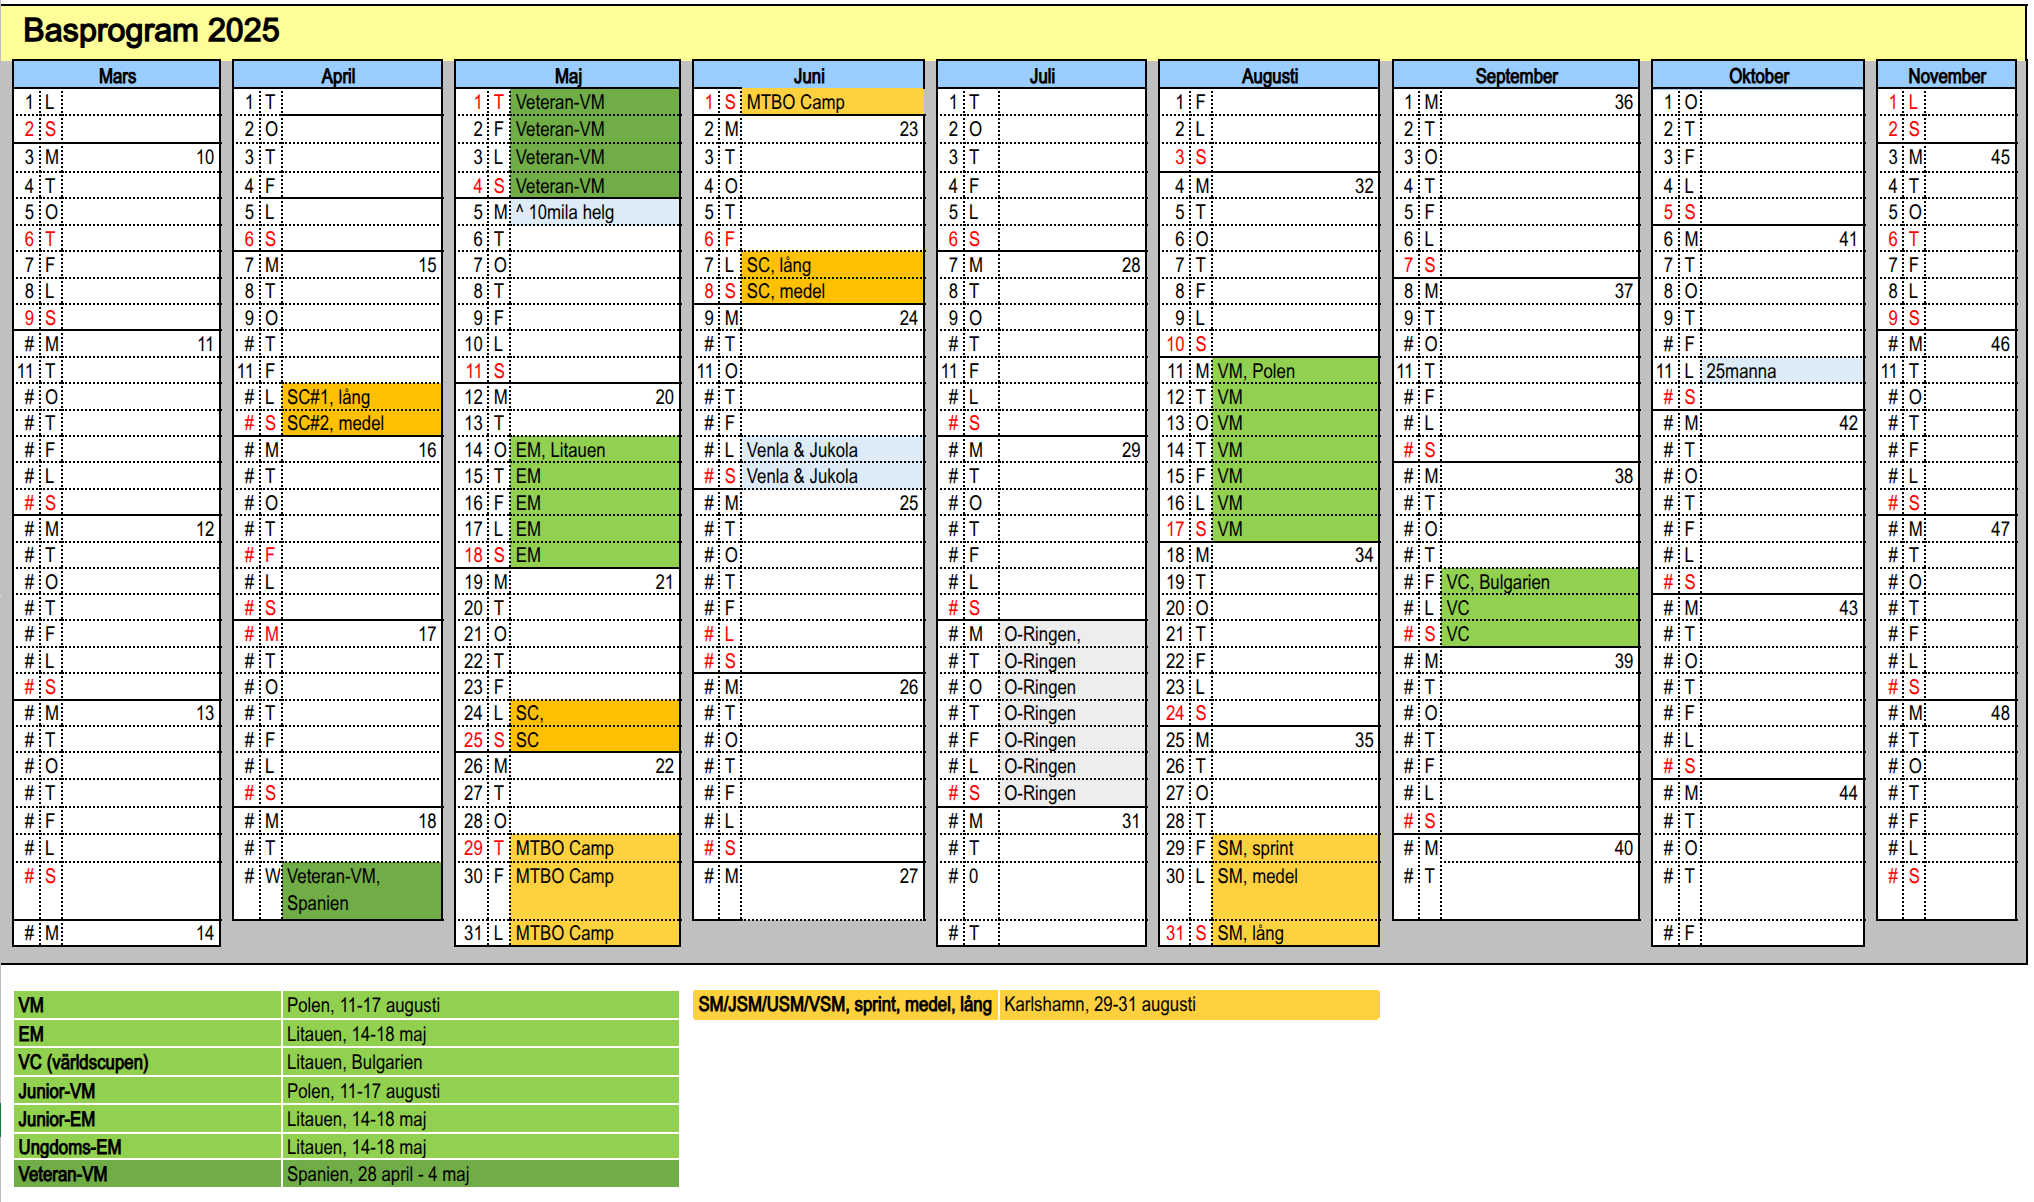 Basprogram 2025
Mars
1 L
2 S
3 M 10
4 T
5 O
6 T
7 F
8 L
9 S
# M 11
11 T
# O
# T
# F
# L
# S
# M 12
# T
# O
# T
# F
# L
# S
# M 13
# T
# O
# T
# F
# L
# S
# M 14
April
1 T
2 O
3 T
4 F
5 L
6 S
7 M 15
8 T
9 O
# T
11 F
# L SC#1, lång
# S SC#2, medel
# M 16
# T
# O
# T
# F
# L
# S
# M 17
# T
# O
# T
# F
# L
# S
# M 18
# T
# W Veteran-VM,
Spanien
Maj
1 T Veteran-VM
2 F Veteran-VM
3 L Veteran-VM
4 S Veteran-VM
5 M ^ 10mila helg
6 T
7 O
8 T
9 F
10 L
11 S
12 M 20
13 T
14 O EM, Litauen
15 T EM
16 F EM
17 L EM
18 S EM
19 M 21
20 T
21 O
22 T
23 F
24 L SC,
25 S SC
26 M 22
27 T
28 O
29 T MTBO Camp
30 F MTBO Camp
31 L MTBO Camp
Juni
1 S MTBO Camp
2 M 23
3 T
4 O
5 T
6 F
7 L SC, lång
8 S SC, medel
9 M 24
# T
11 O
# T
# F
# L Venla & Jukola
# S Venla & Jukola
# M 25
# T
# O
# T
# F
# L
# S
# M 26
# T
# O
# T
# F
# L
# S
# M 27
Juli
1 T
2 O
3 T
4 F
5 L
6 S
7 M 28
8 T
9 O
# T
11 F
# L
# S
# M 29
# T
# O
# T
# F
# L
# S
# M O-Ringen,
# T O-Ringen
# O O-Ringen
# T O-Ringen
# F O-Ringen
# L O-Ringen
# S O-Ringen
# M 31
# T
# 0
# T
Augusti
1 F
2 L
3 S
4 M 32
5 T
6 O
7 T
8 F
9 L
10 S
11 M VM, Polen
12 T VM
13 O VM
14 T VM
15 F VM
16 L VM
17 S VM
18 M 34
19 T
20 O
21 T
22 F
23 L
24 S
25 M 35
26 T
27 O
28 T
29 F SM, sprint
30 L SM, medel
31 S SM, lång
September
1 M 36
2 T
3 O
4 T
5 F
6 L
7 S
8 M 37
9 T
# O
11 T
# F
# L
# S
# M 38
# T
# O
# T
# F VC, Bulgarien
# L VC
# S VC
# M 39
# T
# O
# T
# F
# L
# S
# M 40
# T
Oktober
1 O
2 T
3 F
4 L
5 S
6 M 41
7 T
8 O
9 T
# F
11 L 25manna
# S
# M 42
# T
# O
# T
# F
# L
# S
# M 43
# T
# O
# T
# F
# L
# S
# M 44
# T
# O
# T
# F
November
1 L
2 S
3 M 45
4 T
5 O
6 T
7 F
8 L
9 S
# M 46
11 T
# O
# T
# F
# L
# S
# M 47
# T
# O
# T
# F
# L
# S
# M 48
# T
# O
# T
# F
# L
# S
VM Polen, 11-17 augusti
EM Litauen, 14-18 maj
VC (världscupen) Litauen, Bulgarien
Junior-VM Polen, 11-17 augusti
Junior-EM Litauen, 14-18 maj
Ungdoms-EM Litauen, 14-18 maj
Veteran-VM Spanien, 28 april - 4 maj
SM/JSM/USM/VSM, sprint, medel, lång Karlshamn, 29-31 augusti